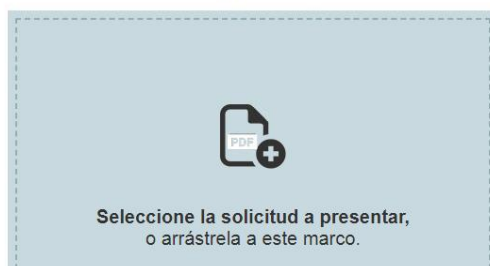 PDF
Seleccione la solicitud a presentar,
o arrástrela a este marco.